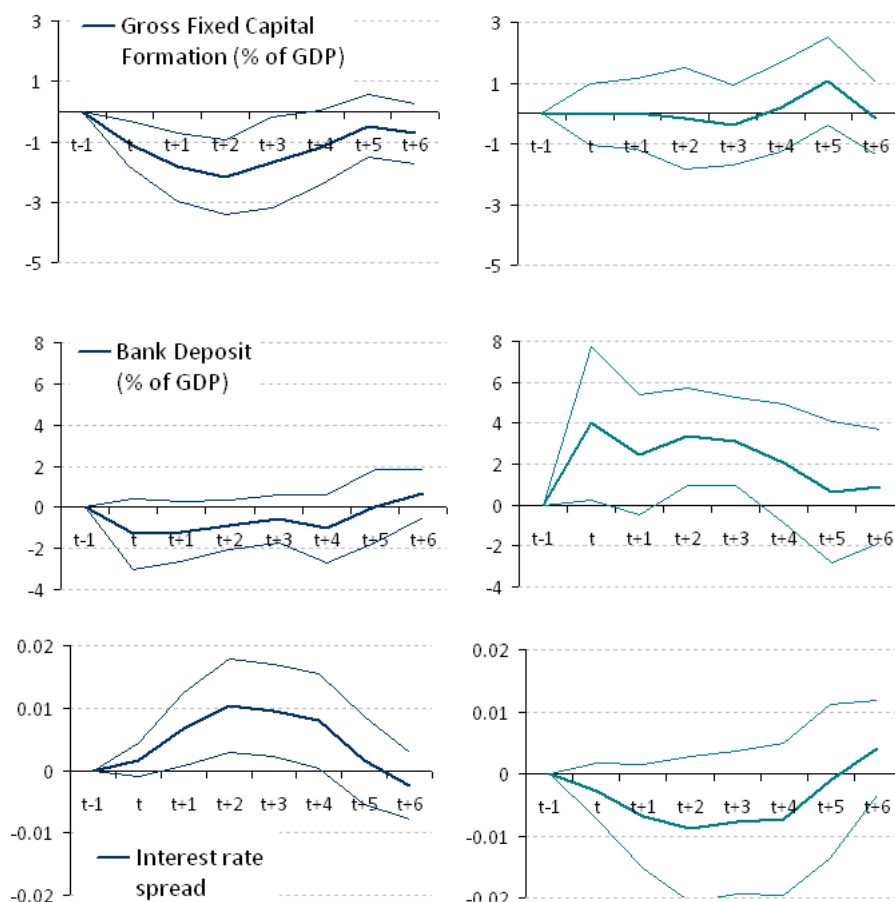 Gross Fixed Capital
Formation (% of GDP)
3
1
-1
-3
-5
t-1 t t+1 t+2 t+3 t+4 t+5 t+6
3
1
-1
-3
-5
t-1 t t+1 t+2 t+3 t+4 t+5 t+6
Bank Deposit
(% of GDP)
8
6
4
2
0
-2
-4
t-1 t t+1 t+2 t+3 t+4 t+5 t+6
8
6
4
2
0
-2
-4
t-1 t t+1 t+2 t+3 t+4 t+5 t+6
0.02
0.01
0
-0.01
-0.02
t-1 t t+1 t+2 t+3 t+4 t+5 t+6
Interest rate
spread
0.02
0.01
0
-0.01
-0.02
t-1 t t+1 t+2 t+3 t+4 t+5 t+6